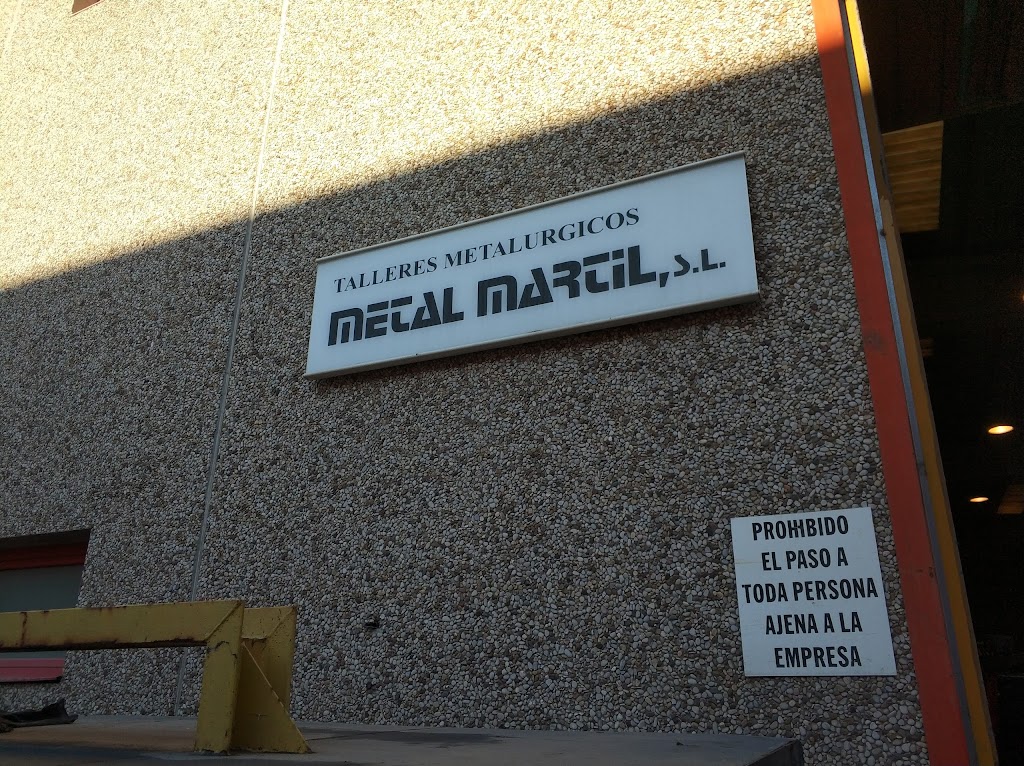 TALLERES METALURGICOS
METAL MARTIL, S.L.
PROHIBIDO
EL PASO A
TODA PERSONA
AJENA A LA
EMPRESA